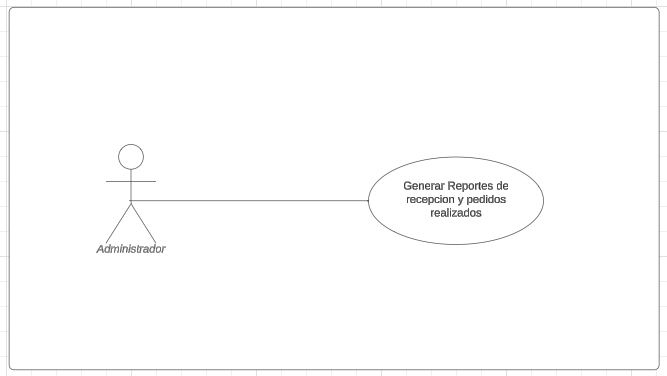 Generar Reportes de
recepcion y pedidos
realizados
Administrador